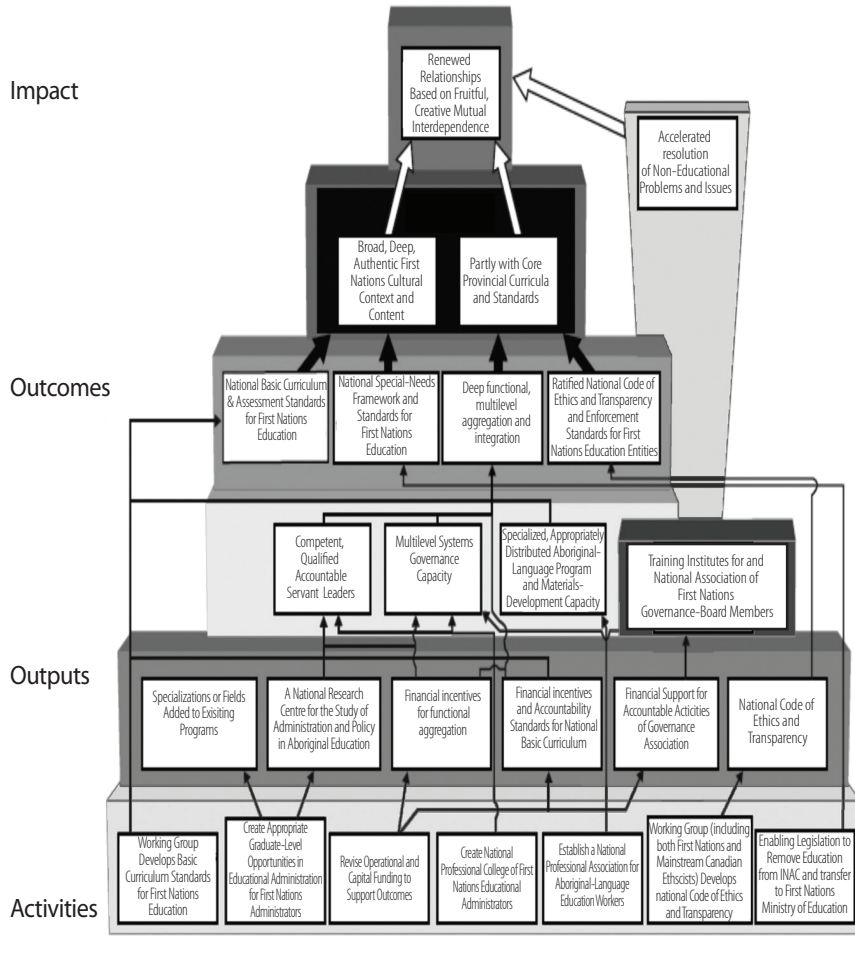 Impact
Renewed
Relationships
Based on Fruitful,
Creative Mutual
Interdependence
Accelerated
resolution
of Non-Educational
Problems and Issues
Broad, Deep,
Authentic First
Nations Cultural
Context and
Content
Partly with Core
Provincial Curricula
and Standards
Outcomes
National Basic Curriculum
& Assessment Standards
for First Nations
Education
National Special-Needs
Framework and
Standards for
First Nations
Education
Deep functional,
multilevel
aggregation and
integration
Ratified National Code of
Ethics and Transparency
and Enforcement
Standards for First
Nations Education Entities
Competent,
Qualified
Accountable
Servant Leaders
Multilevel Systems
Governance
Capacity
Specialized, Appropriately
Distributed Aboriginal-
Language Program
and Materials-
Development Capacity
Training Institutes for and
National Association of
First Nations
Governance-Board Members
Outputs
Specializations or Fields
Added to Exisiting
Programs
A National Research
Centre for the Study of
Administration and Policy
in Aboriginal Education
Financial incentives
for functional
aggregation
Financial incentives
and Accountability
Standards for National
Basic Curriculum
Financial Support for
Accountable Acticities
of Governance
Association
National Code of
Ethics and
Transparency
Activities
Working Group
Develops Basic
Curriculum Standards
for First Nations
Education
Create Appropriate
Graduate-Level
Opportunities in
Educational Administration
for First Nations
Administrators
Revise Operational and
Capital Funding to
Support Outcomes
Create National
Professional College of First
Nations Educational
Administrators
Establish a National
Professional Association for
Aboriginal-Language
Education Workers
Working Group (including
both First Nations and
Mainstream Canadian
Ethscists) Develops
national Code of Ethics
and Transparency
Enabling Legislation to
Remove Education
from INAC and transfer
to First Nations
Ministry of Education